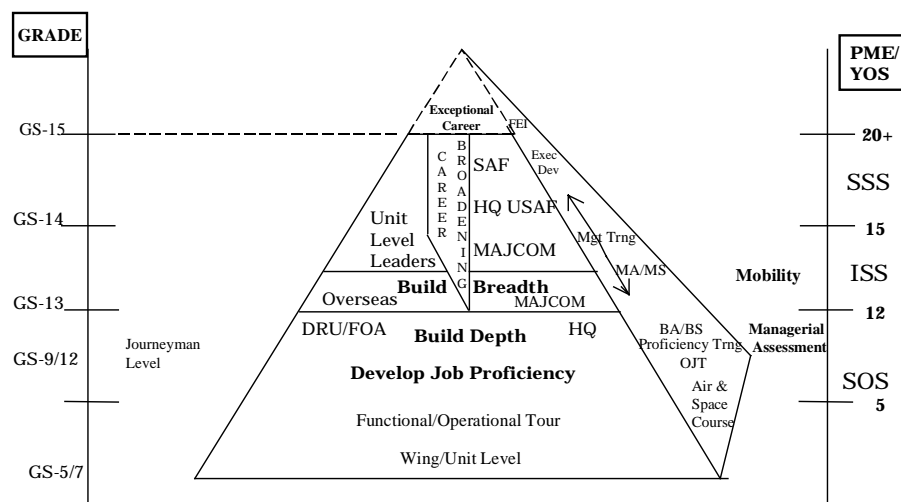 GRADE
PME/
YOS
Exceptional
Career
FEI
GS-15
20+
CAREER
BROADENING
SAF
Exec
Dev
SSS
HQ USAF
GS-14
Unit
Level
Leaders
15
Mgt Trng
MAJCOM
MA/MS
Mobility
ISS
Build Breadth
Overseas
MAJCOM
GS-13
12
DRU/FOA
Build Depth
HQ
BA/BS
Proficiency Trng
OJT
Managerial
Assessment
Journeyman
Level
GS-9/12
Develop Job Proficiency
SOS
Air &
Space
Course
5
Functional/Operational Tour
Wing/Unit Level
GS-5/7